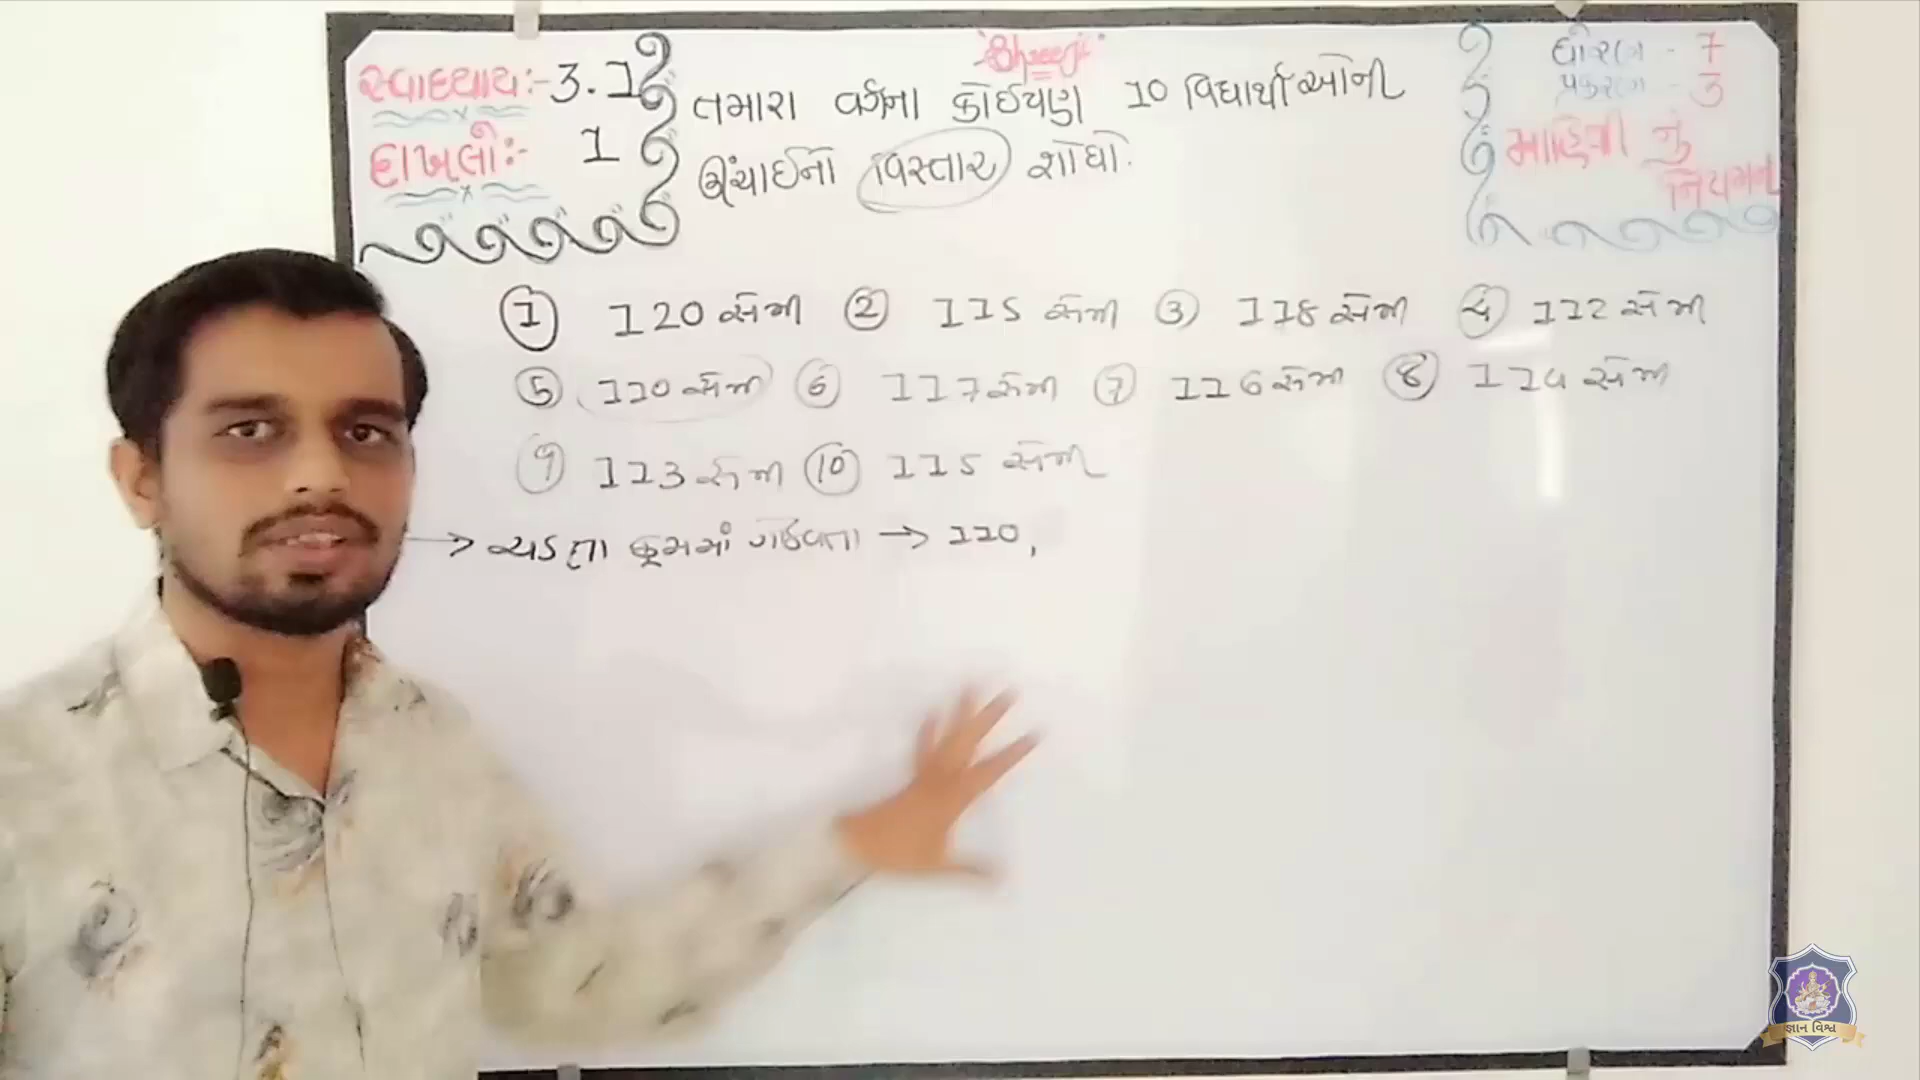 સ્વાધ્યાય:- 3.1
દાખલો:- 1
Shreeji
તમારા વર્ગના કોઈપણ 10 વિદ્યાર્થીઓની
ઊંચાઈનો વિસ્તાર શોધો.
ધોરણ - 7
પ્રકરણ - 3
માહિતી નું
નિયમન
① 120 સેમી ② 115 સેમી ③ 118 સેમી ④ 112 સેમી
⑤ 110 સેમી ⑥ 117 સેમી ⑦ 116 સેમી ⑧ 114 સેમી
⑨ 113 સેમી ⑩ 115 સેમી
→ ચડતા ક્રમમાં ગોઠવતા → 110,
જ્ઞાન વિશ્વ